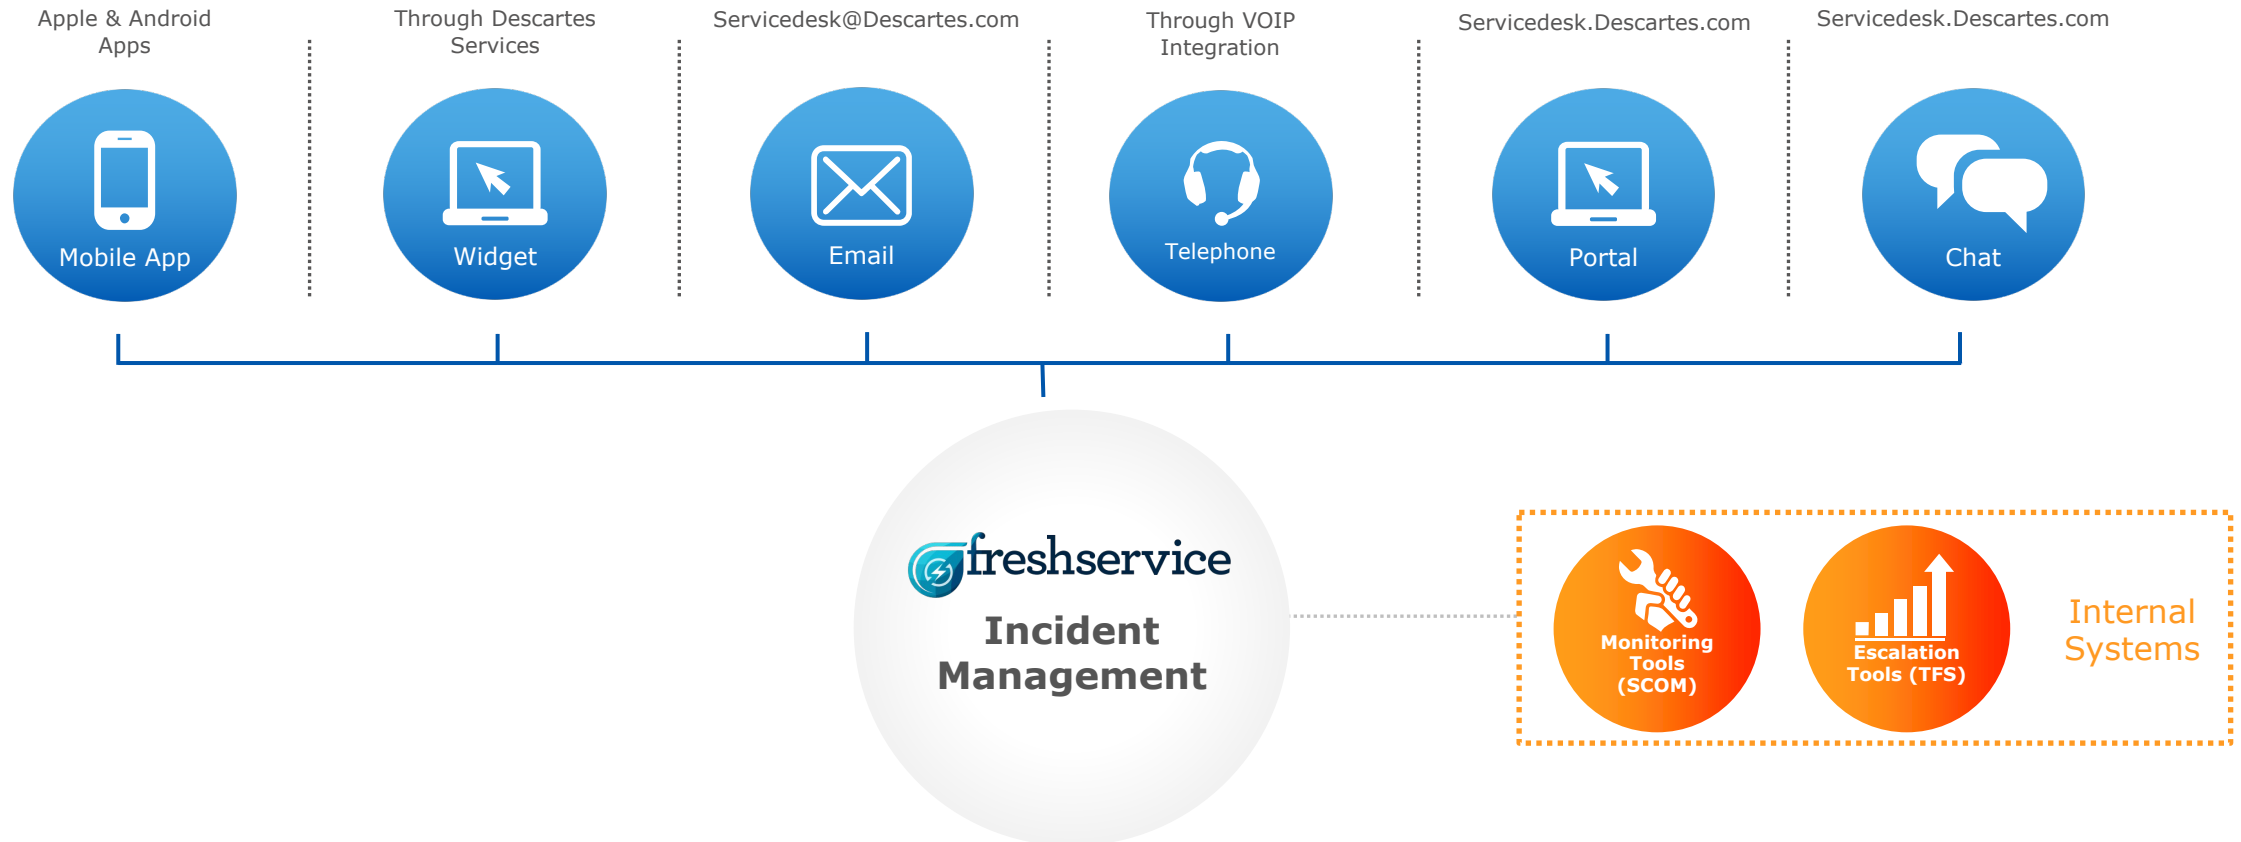 Apple & Android
Apps
Through Descartes
Services
Servicedesk@Descartes.com
Through VOIP
Integration
Servicedesk.Descartes.com
Servicedesk.Descartes.com
Mobile App
Widget
Email
Telephone
Portal
Chat
freshservice
Incident
Management
Monitoring
Tools
(SCOM)
Escalation
Tools (TFS)
Internal
Systems